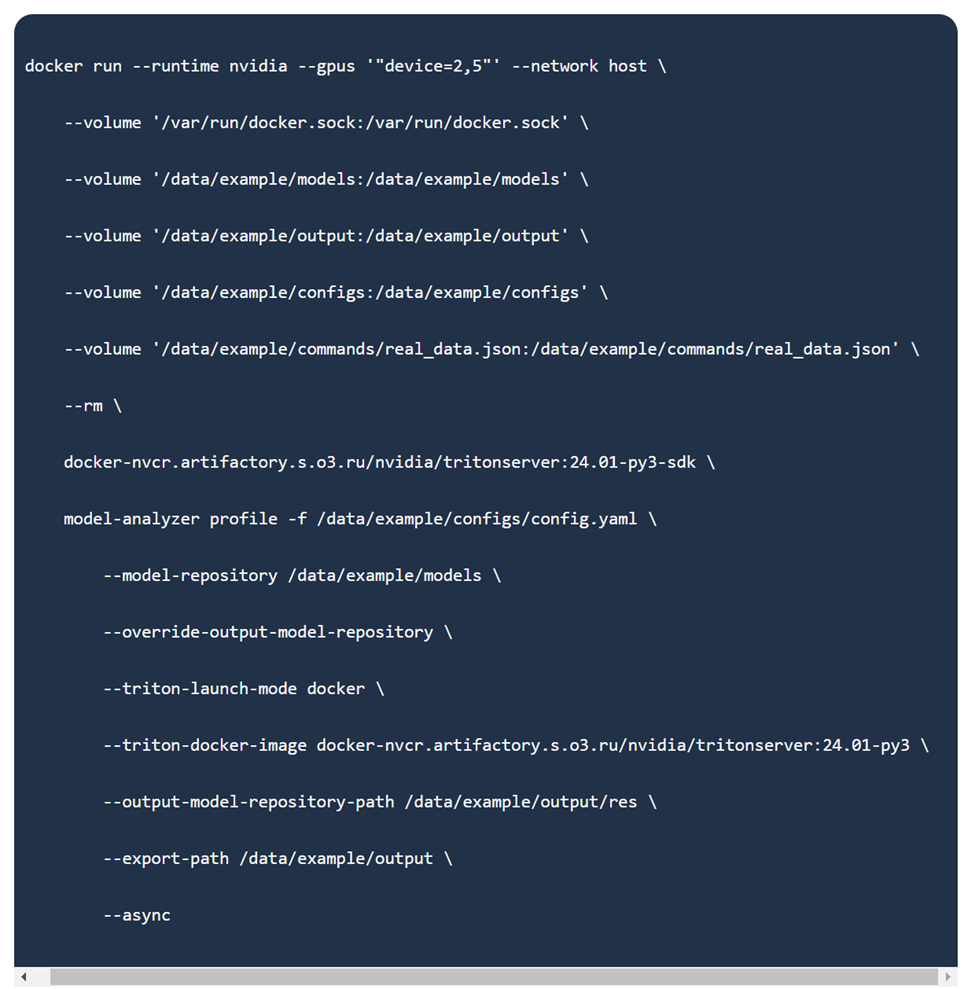 docker run --runtime nvidia --gpus '"device=2,5"' --network host \
--volume '/var/run/docker.sock:/var/run/docker.sock' \
--volume '/data/example/models:/data/example/models' \
--volume '/data/example/output:/data/example/output' \
--volume '/data/example/configs:/data/example/configs' \
--volume '/data/example/commands/real_data.json:/data/example/commands/real_data.json' \
--rm \
docker-nvcr.artifactory.s.o3.ru/nvidia/tritonserver:24.01-py3-sdk \
model-analyzer profile -f /data/example/configs/config.yaml \
--model-repository /data/example/models \
--override-output-model-repository \
--triton-launch-mode docker \
--triton-docker-image docker-nvcr.artifactory.s.o3.ru/nvidia/tritonserver:24.01-py3 \
--output-model-repository-path /data/example/output/res \
--export-path /data/example/output \
--async